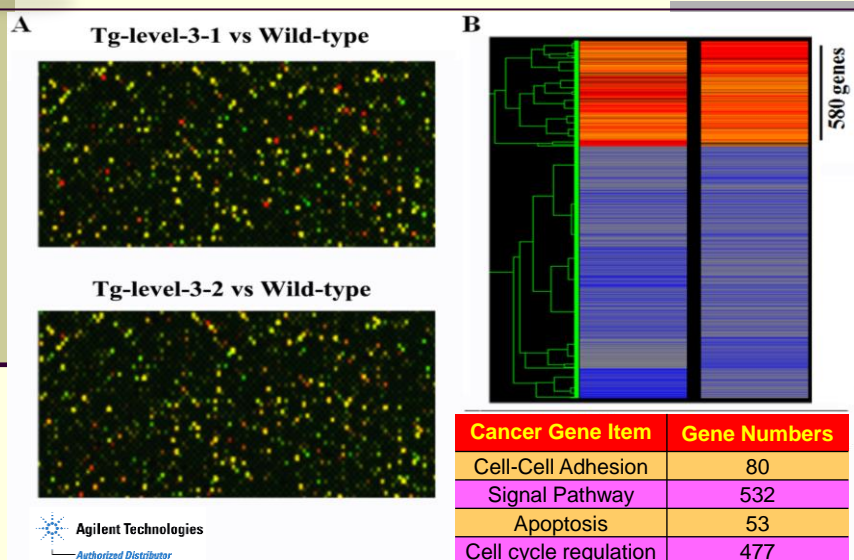 A
Tg-level-3-1 vs Wild-type
Tg-level-3-2 vs Wild-type
Agilent Technologies
Authorized Distributor
B
580 genes
Cancer Gene Item Gene Numbers
Cell-Cell Adhesion 80
Signal Pathway 532
Apoptosis 53
Cell cycle regulation 477